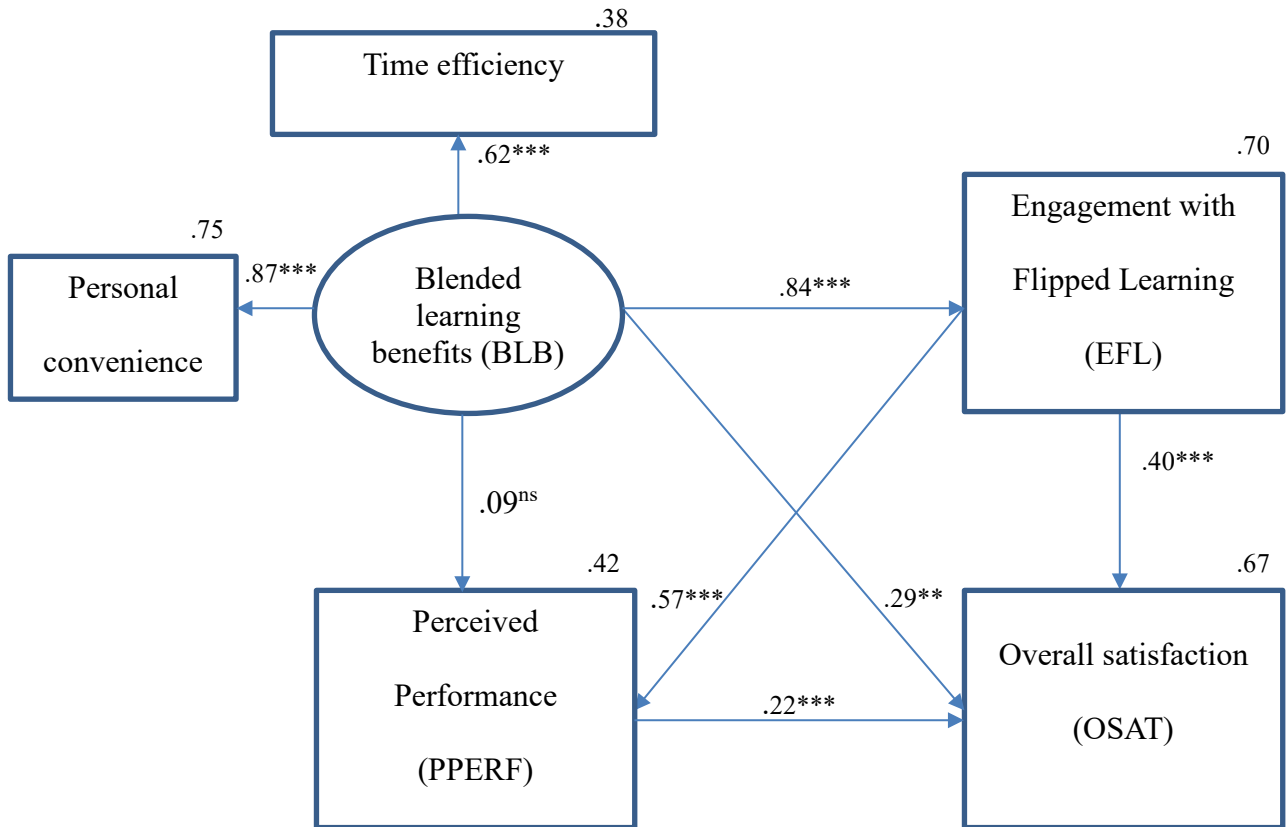 .38
Time efficiency
.62***
.70
Engagement with
Flipped Learning
(EFL)
.75
.87***
Personal
convenience
Blended
learning
benefits (BLB)
.84***
.40***
.09ns
.42
.67
.57***
.29**
Perceived
Performance
(PPERF)
.22***
Overall satisfaction
(OSAT)